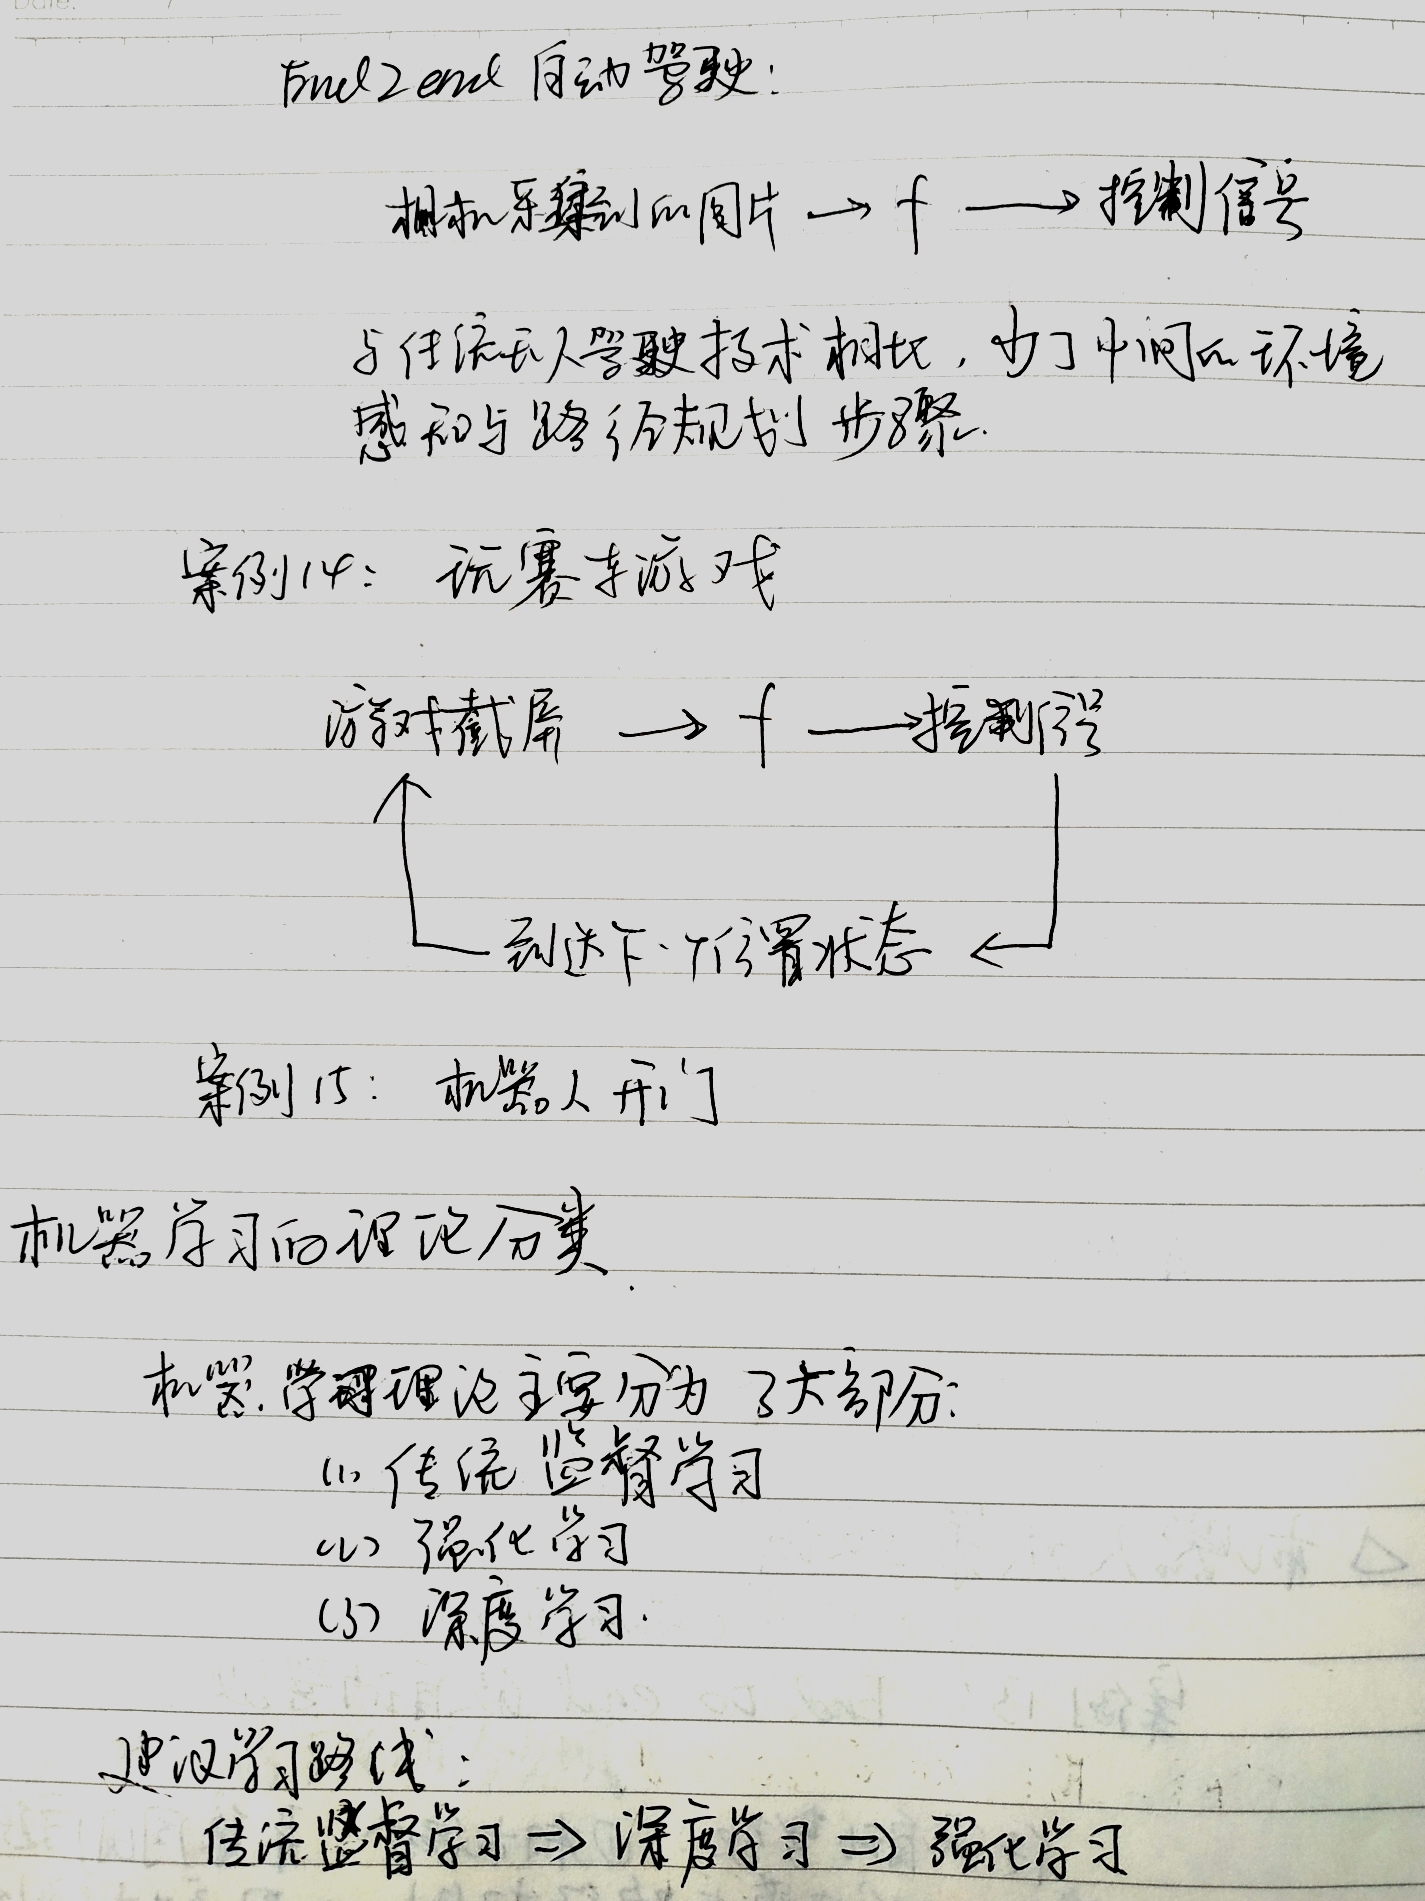 Date:
End2end 自动驾驶:
相机采集到的图片 → f → 控制信号
与传统无人驾驶技术相比, 少了中间的环境
感知与路径规划步骤.
案例14: 玩赛车游戏
游戏截屏 → f → 控制信号
到达下一个位置状态
案例15: 机器人开门
机器学习的理论分类.
机器学习理论主要分为3大部分:
(1) 传统监督学习
(2) 强化学习
(3) 深度学习.
建议学习路线:
传统监督学习 ⇒ 深度学习 ⇒ 强化学习